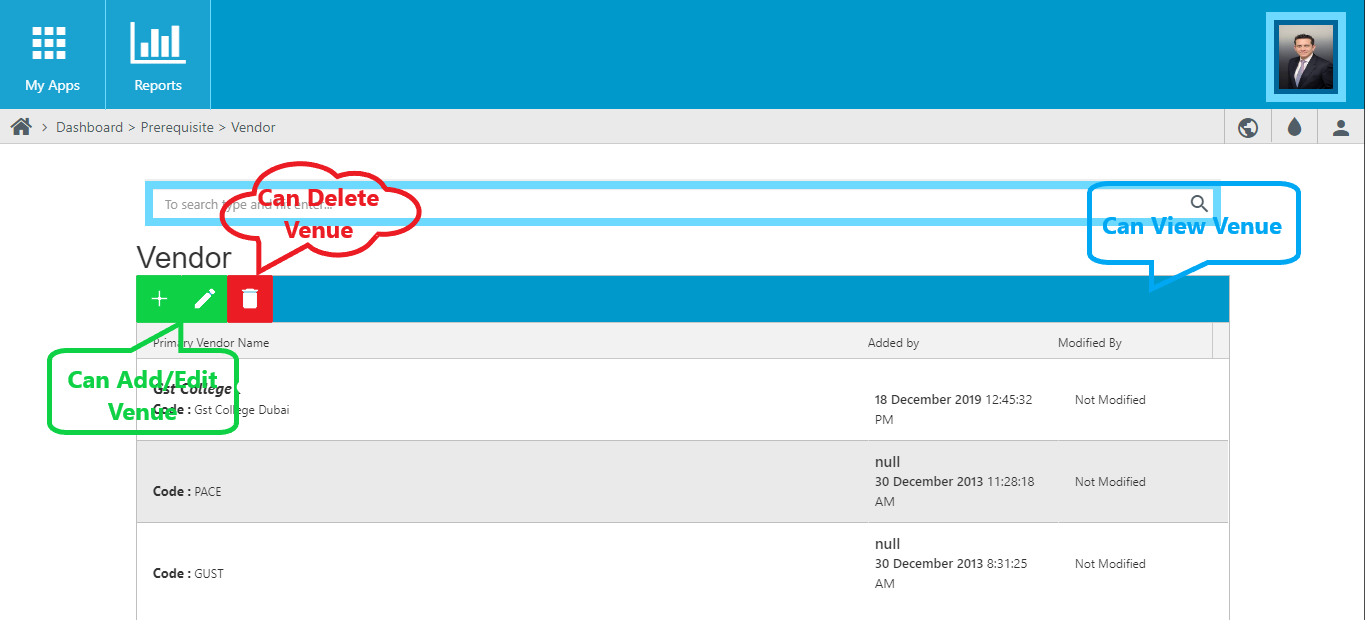 My Apps
Reports
> Dashboard > Prerequisite > Vendor
To search type and hit enter...
Can Delete
Venue
Can View Venue
Vendor
Primary Vendor Name
Added by
Modified By
Can Add/Edit
Venue
Gst College .
Code : Gst College Dubai
18 December 2019 12:45:32
PM
Not Modified
null
30 December 2013 11:28:18
AM
Code : PACE
Not Modified
null
30 December 2013 8:31:25
AM
Code : GUST
Not Modified